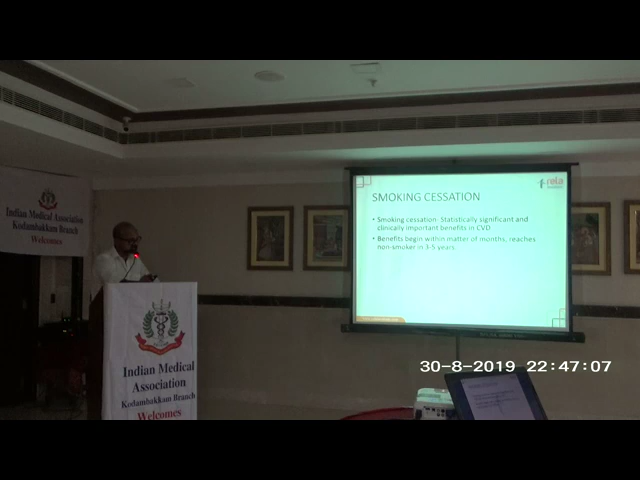 Indian Medical Association
Kodambakkam Branch
Welcomes
rela
SMOKING CESSATION
• Smoking cessation Statistically significant and
clinically important benefits in CVD
• Benefits begin within matter of months, reaches
non-smoker in 3-5 years
Indian Medical
Association
Kodambakkam Branch
Welcomes
30-8-2019 22:47:07